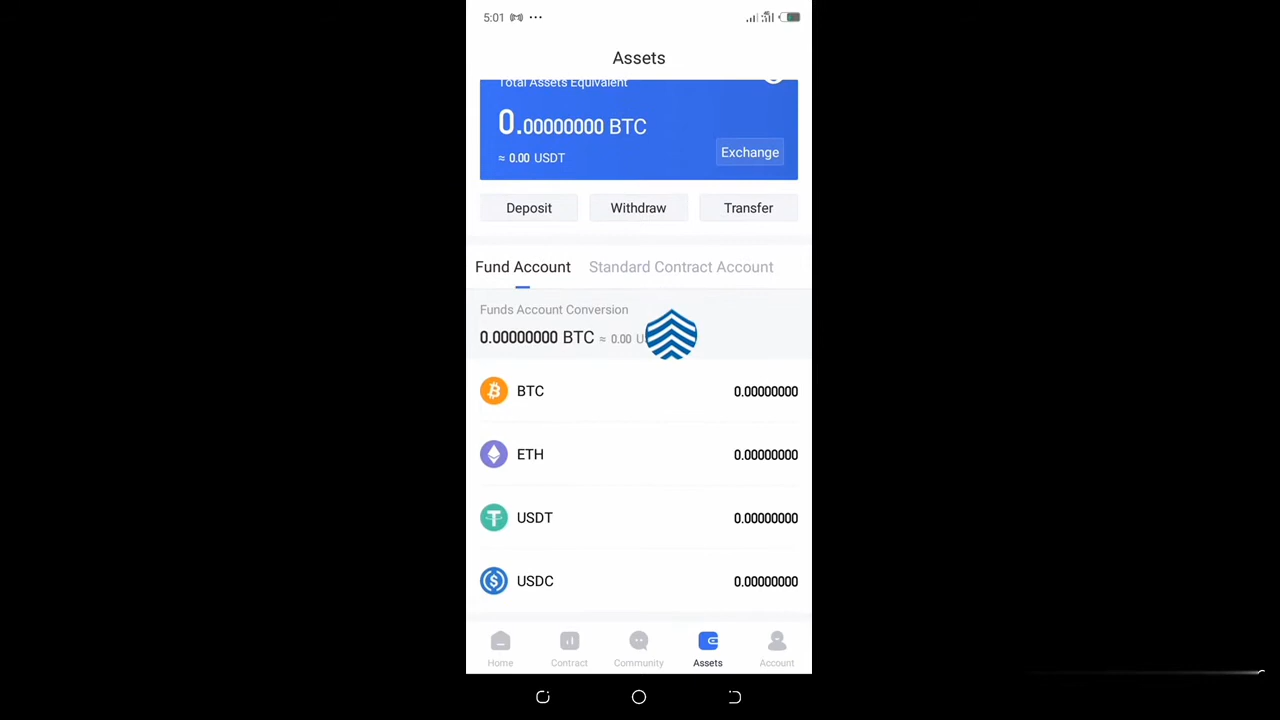 5:01
Assets
Total Assets Equivalent
0.00000000 BTC
≈ 0.00 USDT
Exchange
Deposit Withdraw Transfer
Fund Account Standard Contract Account
Funds Account Conversion
0.00000000 BTC ≈ 0.00 U
BTC 0.00000000
ETH 0.00000000
USDT 0.00000000
USDC 0.00000000
Home Contract Community Assets Account